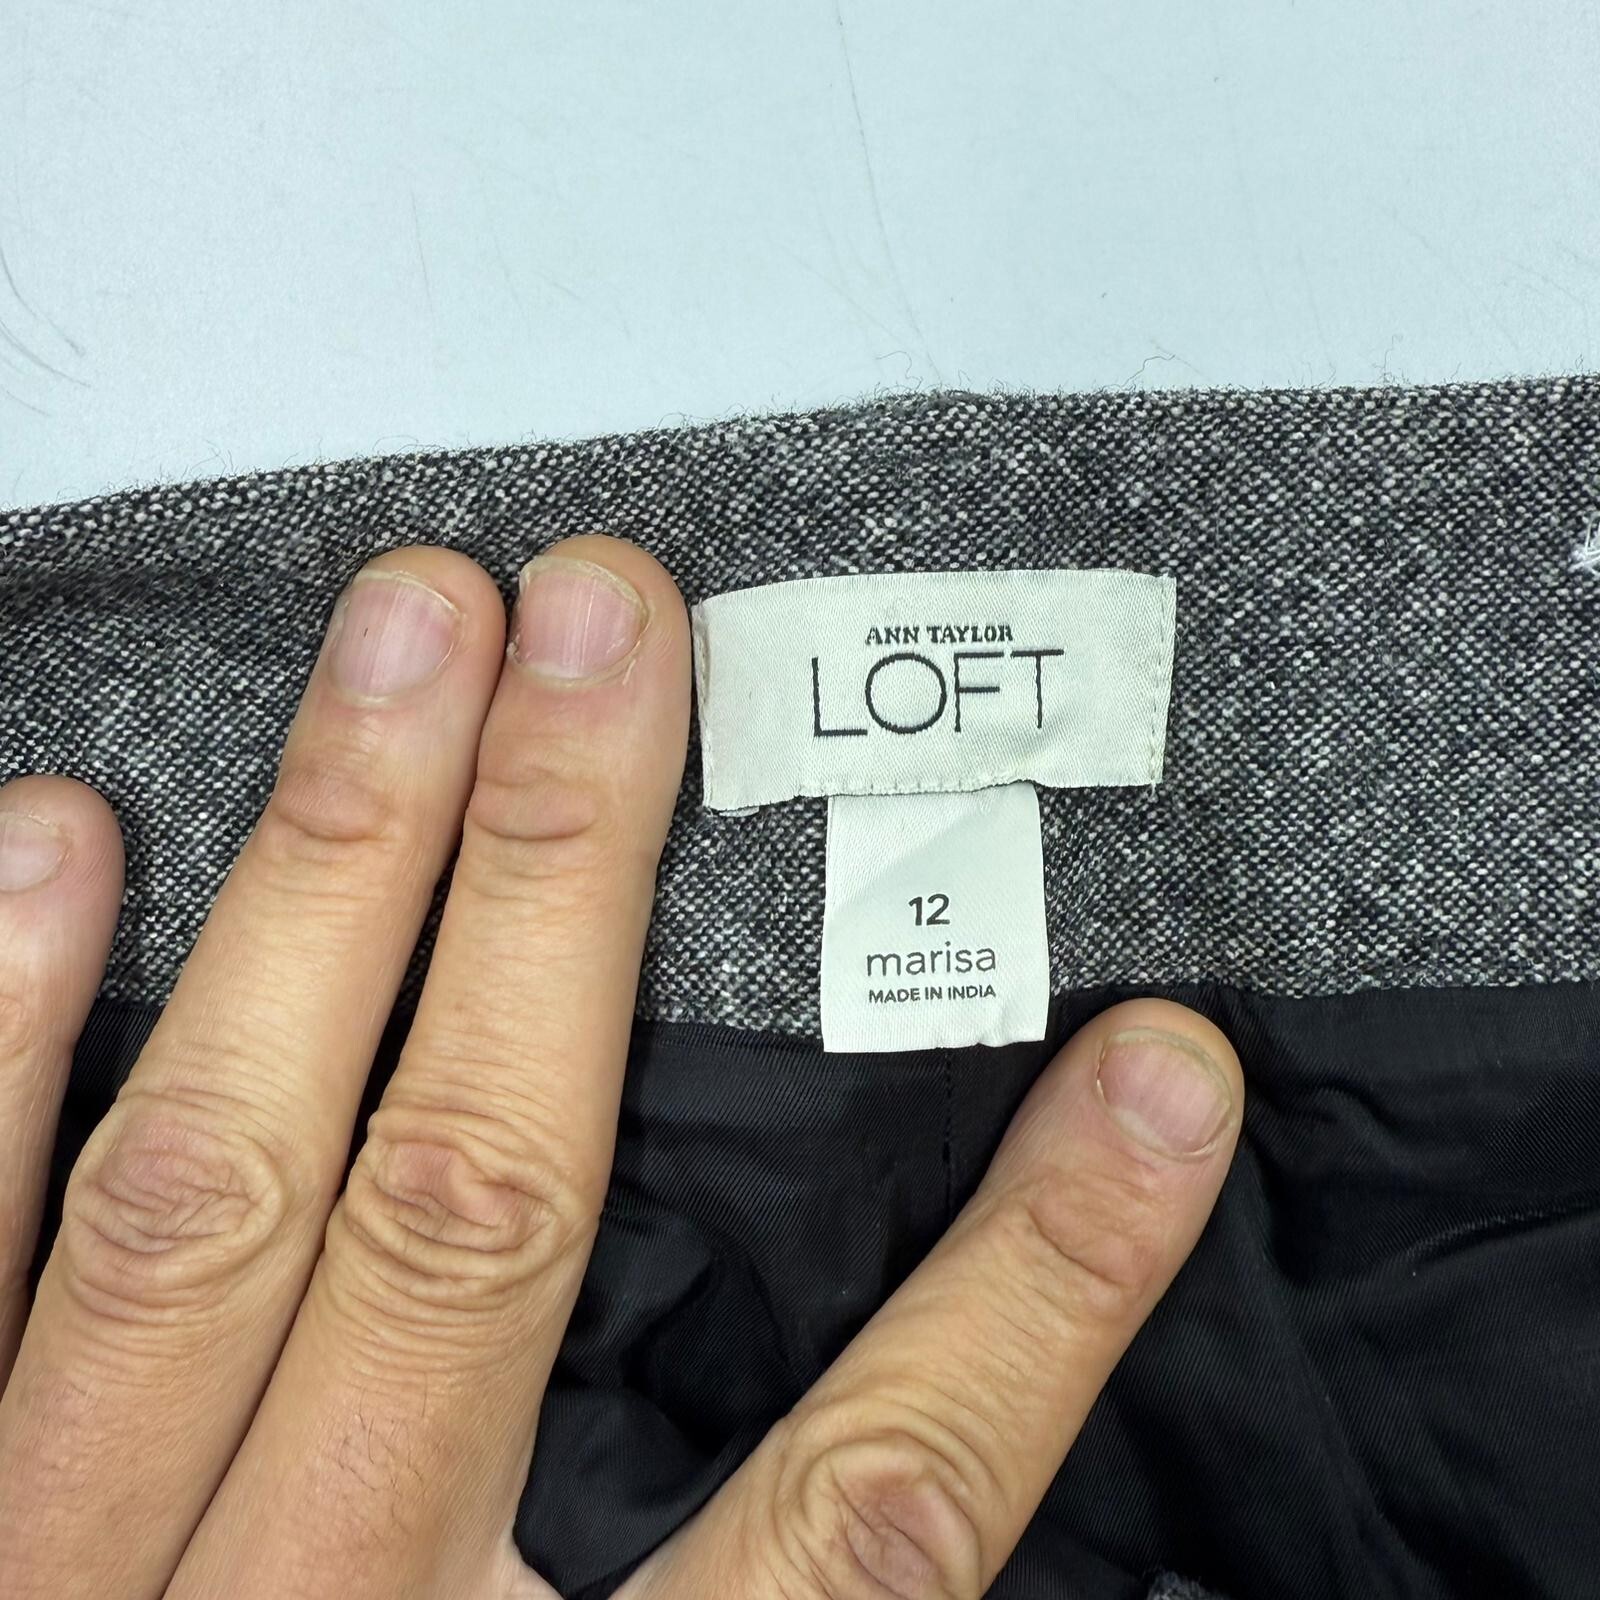 ANN TAYLOR
LOFT
12
marisa
MADE IN INDIA